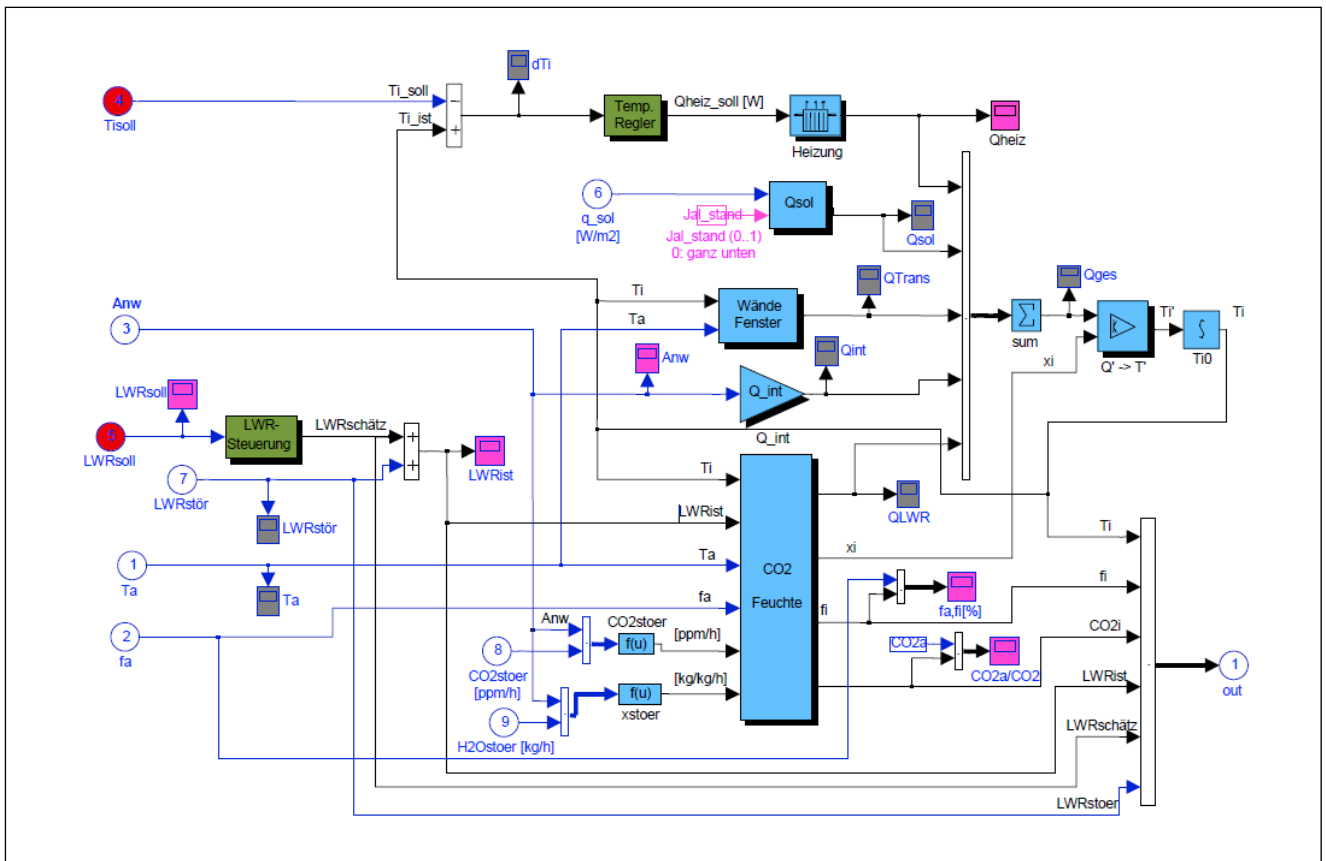 dTi
4
Tisoll
Ti_soll
−
Ti_ist
+
Temp.
Regler
Qheiz_soll [W]
Heizung
Qheiz
6
q_sol
[W/m2]
Jal_stand
Jal_stand (0..1)
0: ganz unten
Qsol
Qsol
QTrans
Qges
Anw
3
Ti
Ta
Wände
Fenster
Σ
sum
K
Q' -> T'
Ti'
∫
Ti0
Ti
xi
Anw
Q_int
Qint
Q_int
LWRsoll
5
LWRsoll
LWR-
Steuerung
LWRschätz
+
+
LWRist
7
LWRstör
LWRstör
1
Ta
Ta
2
fa
Ti
LWRist
Ta
fa
CO2
Feuchte
QLWR
xi
fi
fa,fi[%]
CO2a
CO2a/CO2
Anw
8
CO2stoer
[ppm/h]
CO2stoer
f(u)
[ppm/h]
9
H2Ostoer [kg/h]
f(u)
xstoer
[kg/kg/h]
Ti
fi
CO2i
LWRist
LWRschätz
LWRstoer
1
out